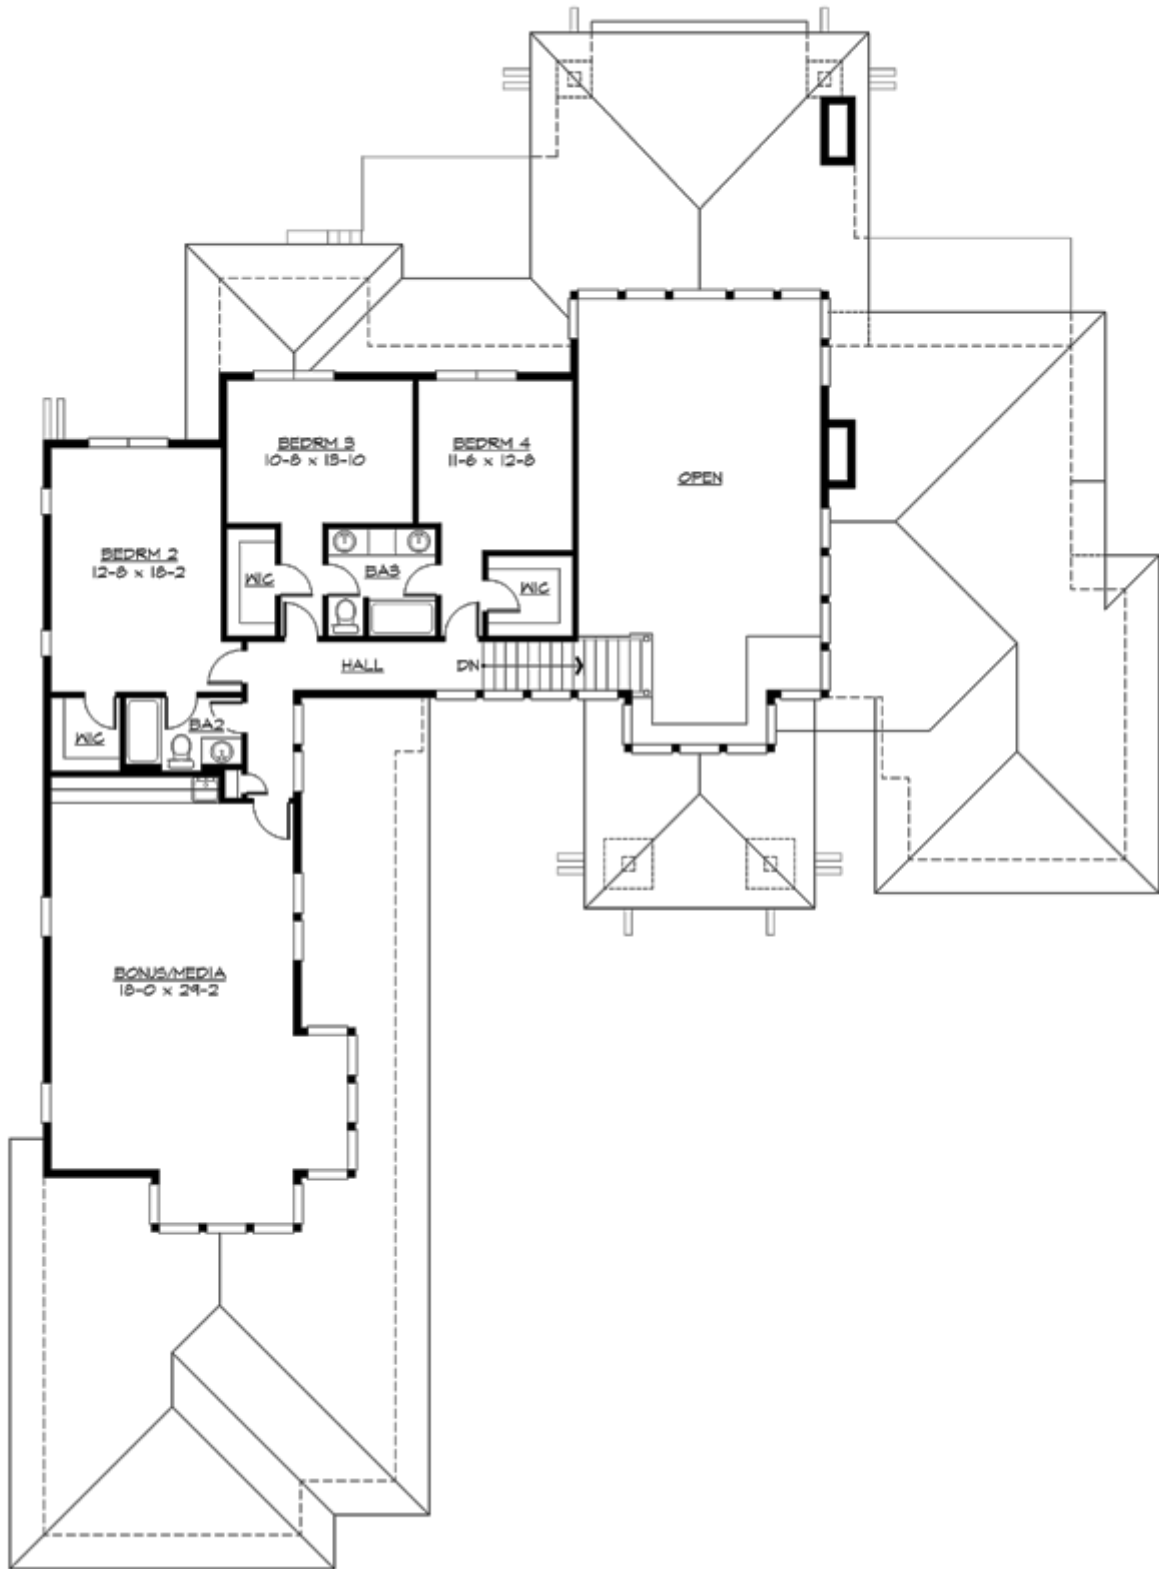 BEDRM 3
10-8 x 13-10
BEDRM 4
11-6 x 12-8
OPEN
BEDRM 2
12-8 x 18-2
WIC
BA3
WIC
HALL
DN
BA2
WIC
BONUS/MEDIA
18-0 x 29-2